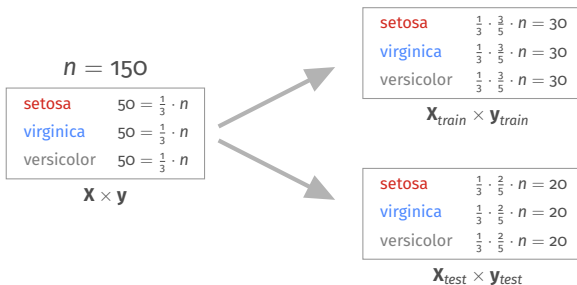 n = 150
setosa 50 = 1/3 · n
virginica 50 = 1/3 · n
versicolor 50 = 1/3 · n
X × y
setosa 1/3 · 3/5 · n = 30
virginica 1/3 · 3/5 · n = 30
versicolor 1/3 · 3/5 · n = 30
X_train × y_train
setosa 1/3 · 2/5 · n = 20
virginica 1/3 · 2/5 · n = 20
versicolor 1/3 · 2/5 · n = 20
X_test × y_test